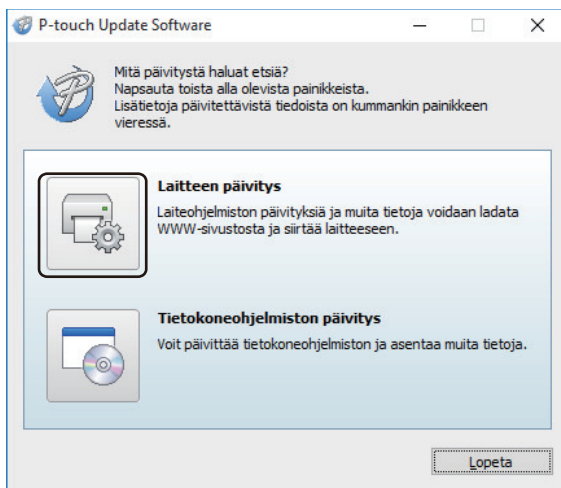 P-touch Update Software
Mitä päivitystä haluat etsiä?
Napsauta toista alla olevista painikkeista.
Lisätietoja päivitettävistä tiedoista on kummankin painikkeen
vieressä.
Laitteen päivitys
Laiteohjelmiston päivityksiä ja muita tietoja voidaan ladata
WWW-sivustosta ja siirtää laitteeseen.
Tietokoneohjelmiston päivitys
Voit päivittää tietokoneohjelmiston ja asentaa muita tietoja.
Lopeta